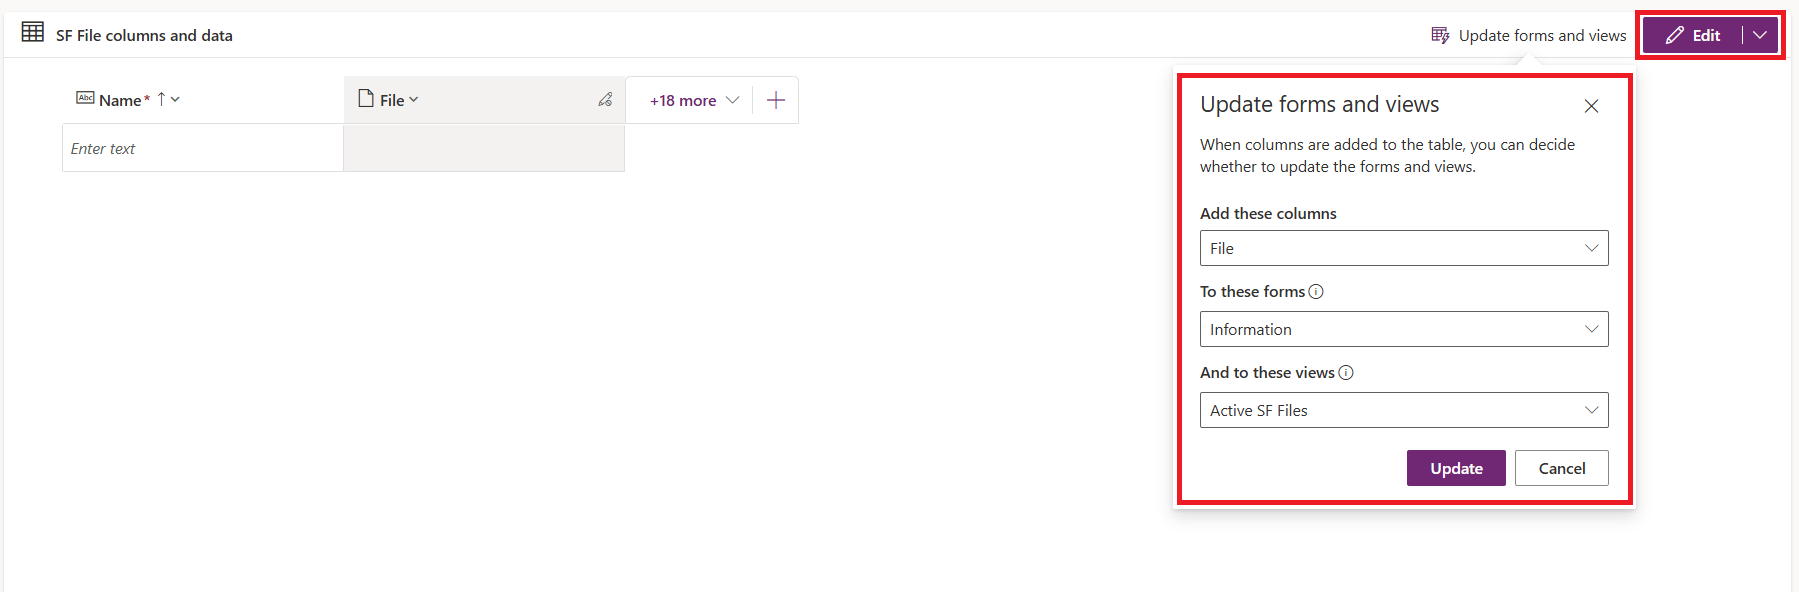 SF File columns and data
Update forms and views
Edit
Abc Name* ↑
File
+18 more
Enter text
Update forms and views
When columns are added to the table, you can decide
whether to update the forms and views.
Add these columns
File
To these forms
Information
And to these views
Active SF Files
Update
Cancel